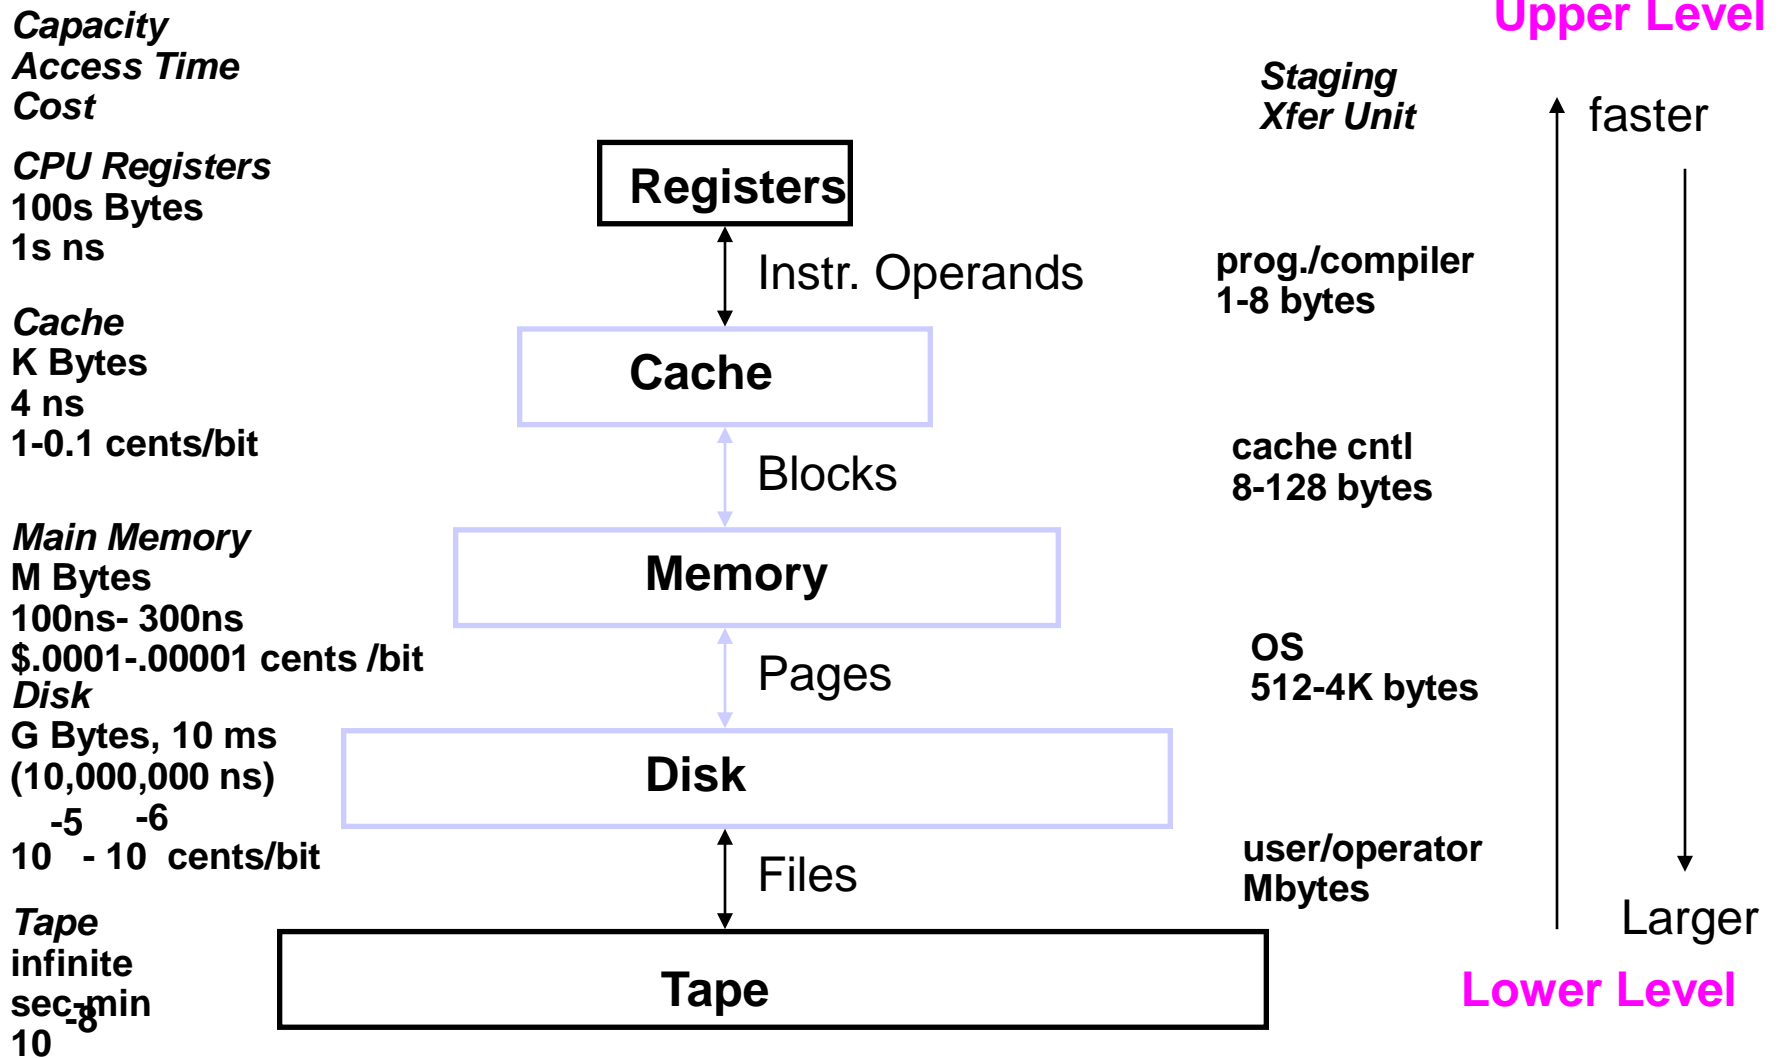 Capacity
Access Time
Cost
Upper Level
Staging
Xfer Unit
faster
CPU Registers
100s Bytes
1s ns
Registers
Instr. Operands
prog./compiler
1-8 bytes
Cache
K Bytes
4 ns
1-0.1 cents/bit
Cache
Blocks
cache cntl
8-128 bytes
Main Memory
M Bytes
100ns- 300ns
$.0001-.00001 cents /bit
Memory
Pages
OS
512-4K bytes
Disk
G Bytes, 10 ms
(10,000,000 ns)
-5 -6
10 - 10 cents/bit
Disk
Files
user/operator
Mbytes
Larger
Tape
infinite
sec-min
-8
10
Tape
Lower Level